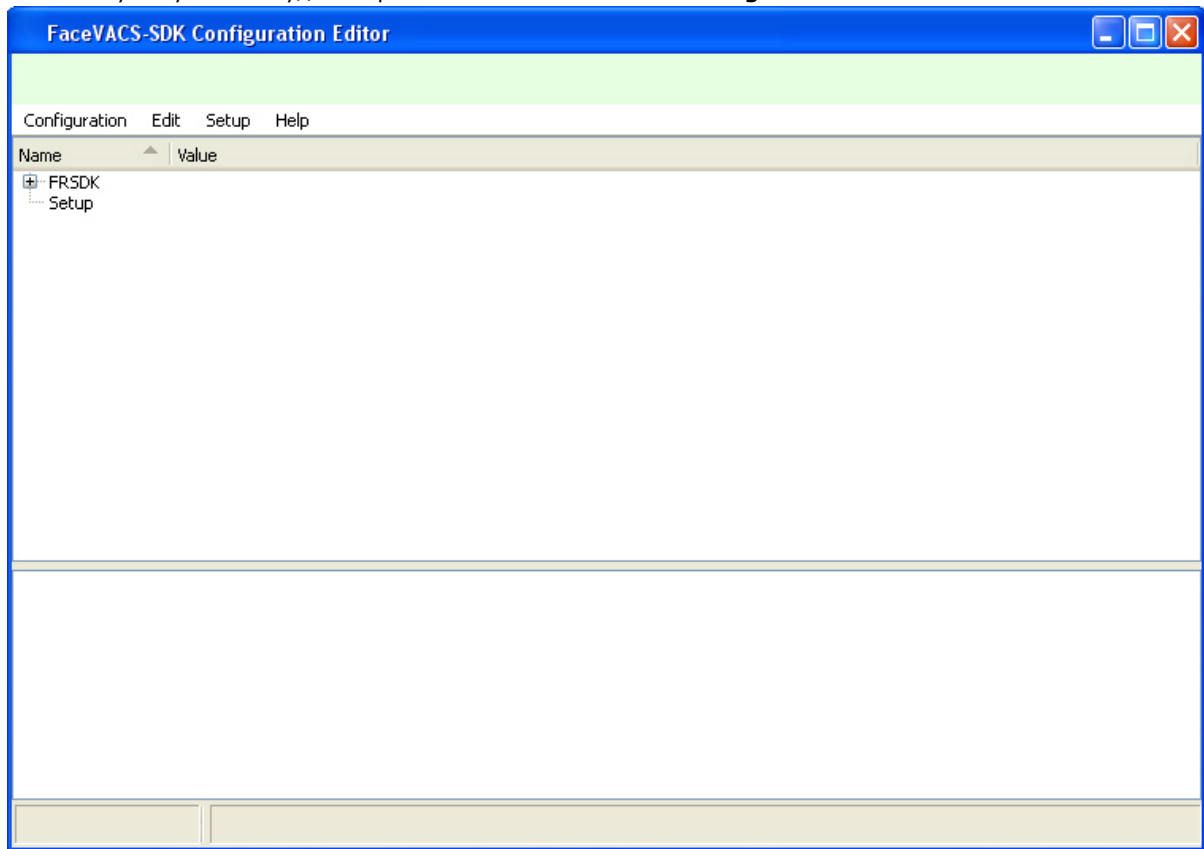 FaceVACS-SDK Configuration Editor
Configuration Edit Setup Help
Name Value
FRSDK
Setup